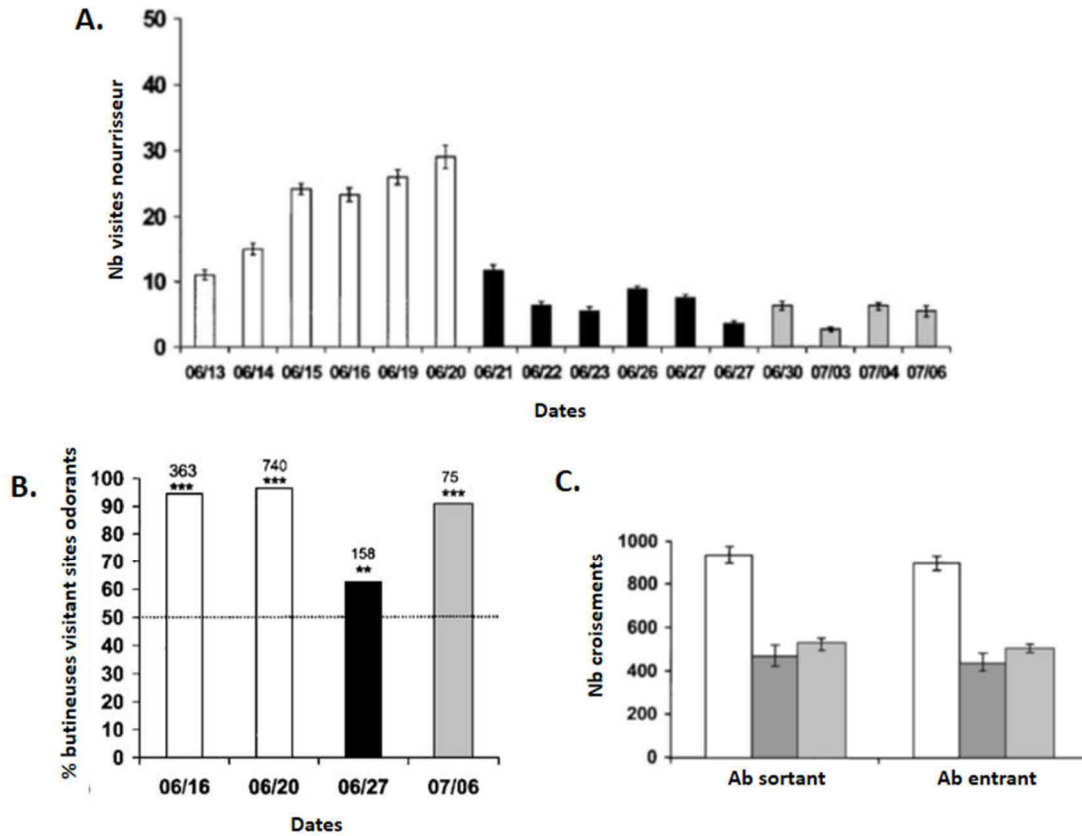 A.
Nb visites nourrisseur
50
40
30
20
10
0
06/13 06/14 06/15 06/16 06/19 06/20 06/21 06/22 06/23 06/26 06/27 06/27 06/30 07/03 07/04 07/06
Dates
B.
% butineuses visitant sites odorants
100
90
80
70
60
50
40
30
20
10
0
363
***
740
***
158
**
75
***
06/16 06/20 06/27 07/06
Dates
C.
Nb croisements
1000
800
600
400
200
0
Ab sortant Ab entrant